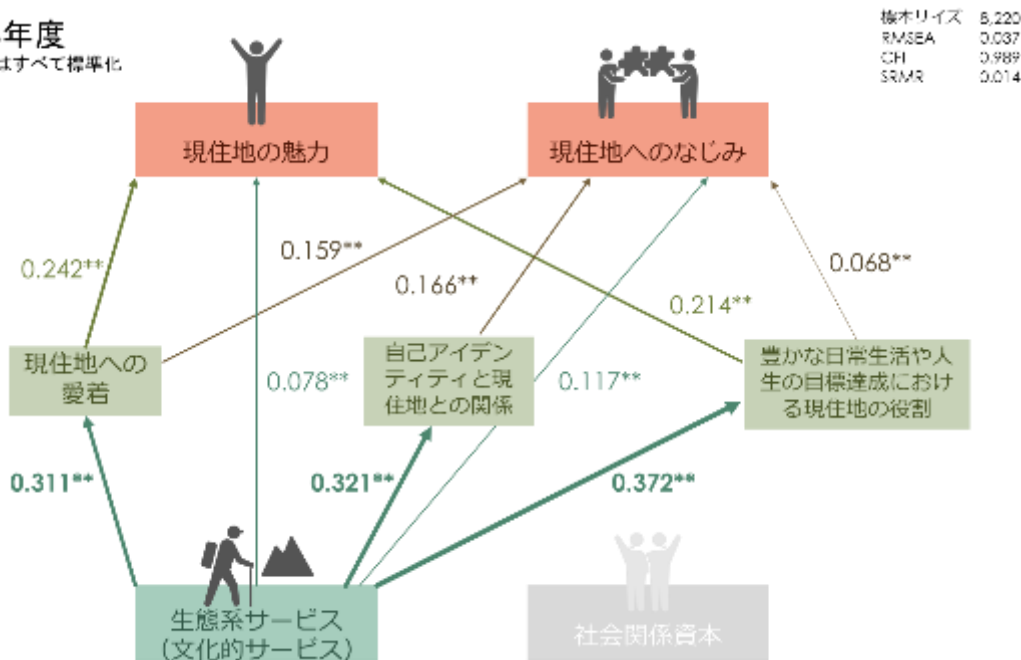 年度
はすべて標準化
標本サイズ 8,220
RMSEA 0.037
CFI 0.989
SRMR 0.014
現住地の魅力
現住地へのなじみ
0.242**
0.159**
0.166**
0.214**
0.068**
現住地への
愛着
自己アイデン
ティティと現
住地との関係
豊かな日常生活や人
生の目標達成におけ
る現住地の役割
0.078**
0.117**
0.311**
0.321**
0.372**
生態系サービス
(文化的サービス)
社会関係資本